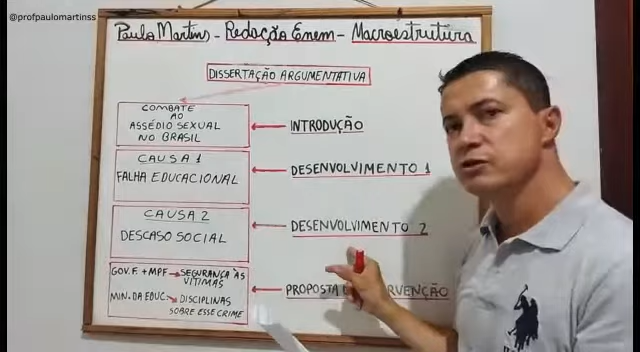 @profpaulomartinss
Paulo Martins - Redação Enem - Macroestrutura
DISSERTAÇÃO ARGUMENTATIVA
COMBATE
AO
ASSÉDIO SEXUAL
NO BRASIL
INTRODUÇÃO
CAUSA 1
FALHA EDUCACIONAL
DESENVOLVIMENTO 1
CAUSA 2
DESCASO SOCIAL
DESENVOLVIMENTO 2
GOV. F. + MPF → SEGURANÇA ÀS
VÍTIMAS
MIN. DA EDUC. → DISCIPLINAS
SOBRE ESSE CRIME
PROPOSTA